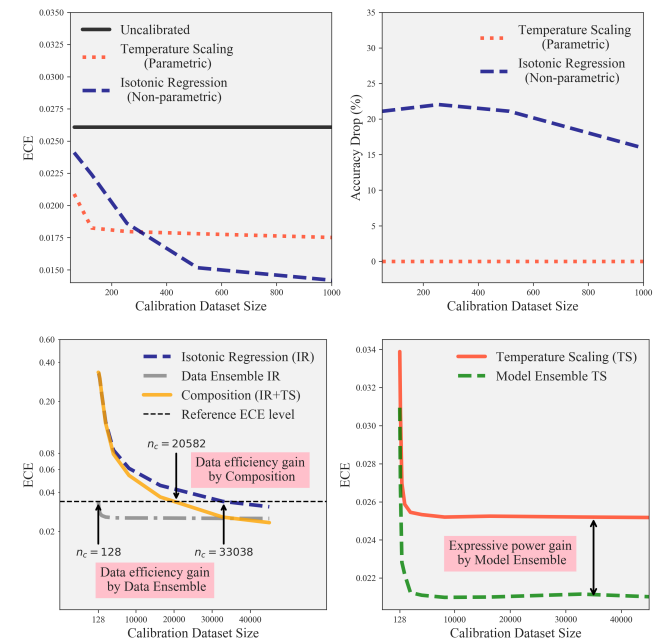 0.0350
0.0325
0.0300
0.0275
0.0250
0.0225
0.0200
0.0175
0.0150
ECE
Uncalibrated
Temperature Scaling
(Parametric)
Isotonic Regression
(Non-parametric)
200
400
600
800
1000
Calibration Dataset Size
35
30
25
20
15
10
5
0
Accuracy Drop (%)
Temperature Scaling
(Parametric)
Isotonic Regression
(Non-parametric)
200
400
600
800
1000
Calibration Dataset Size
0.60
0.40
0.20
0.08
0.06
0.04
0.02
ECE
Isotonic Regression (IR)
Data Ensemble IR
Composition (IR+TS)
Reference ECE level
n_c = 20582
Data efficiency gain
by Composition
n_c = 128
n_c = 33038
Data efficiency gain
by Data Ensemble
128
10000
20000
30000
40000
Calibration Dataset Size
0.034
0.032
0.030
0.028
0.026
0.024
0.022
ECE
Temperature Scaling (TS)
Model Ensemble TS
Expressive power gain
by Model Ensemble
128
10000
20000
30000
40000
Calibration Dataset Size